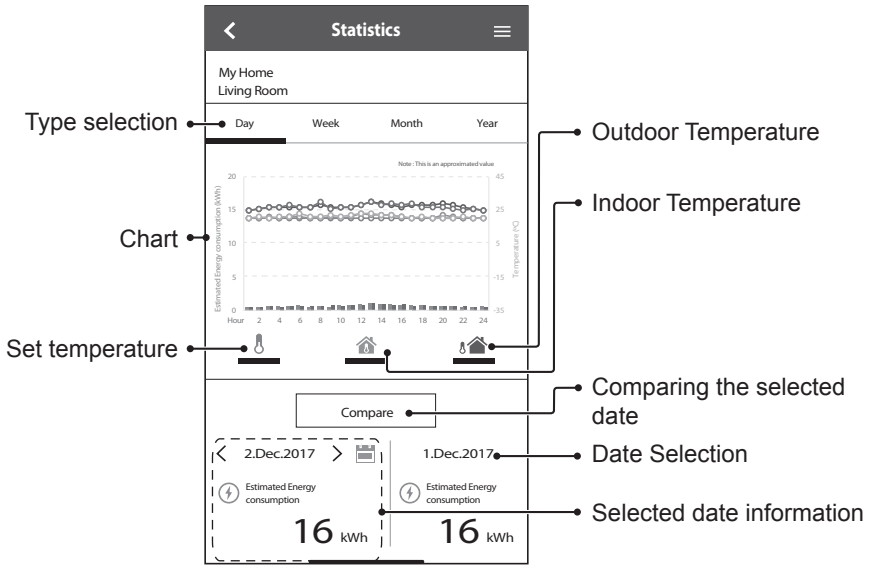 Statistics
My Home
Living Room
Type selection
Day Week Month Year
Outdoor Temperature
Note : This is an approximated value
20 45
Indoor Temperature
15 25
Chart
Estimated Energy consumption (kWh)
10 5
Temperature (ºC)
5 -15
0 -35
Hour 2 4 6 8 10 12 14 16 18 20 22 24
Set temperature
Compare
Comparing the selected
date
2.Dec.2017 1.Dec.2017
Date Selection
Estimated Energy
consumption
Estimated Energy
consumption
Selected date information
16 kWh 16 kWh